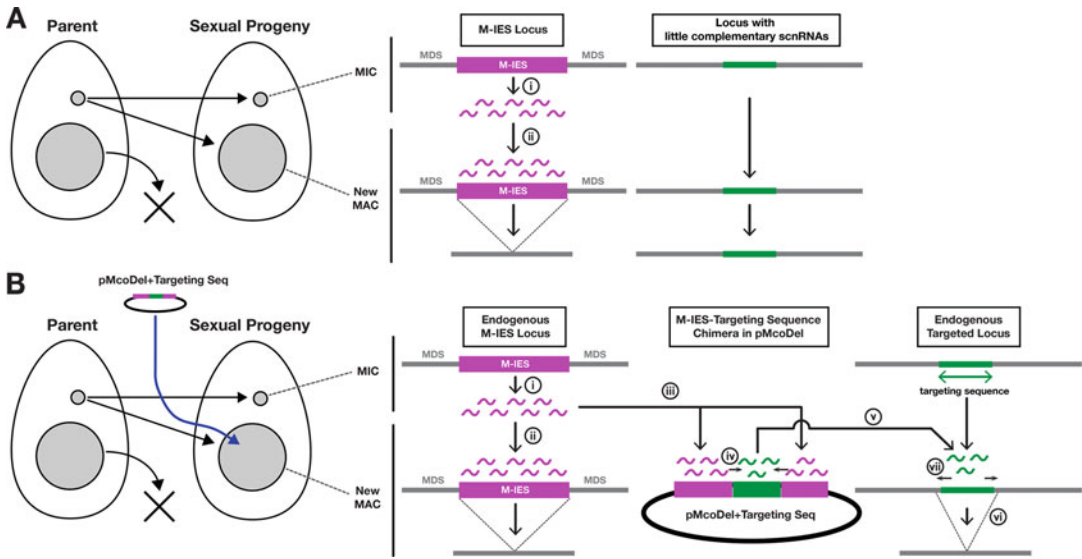 A
Parent
Sexual Progeny
MIC
New
MAC
M-IES Locus
MDS
M-IES
MDS
i
ii
MDS
M-IES
MDS
Locus with
little complementary scnRNAs
B
pMcoDel+Targeting Seq
Parent
Sexual Progeny
MIC
New
MAC
Endogenous
M-IES Locus
MDS
M-IES
MDS
i
ii
MDS
M-IES
MDS
M-IES-Targeting Sequence
Chimera in pMcoDel
iii
iv
pMcoDel+Targeting Seq
v
Endogenous
Targeted Locus
targeting sequence
vii
vi